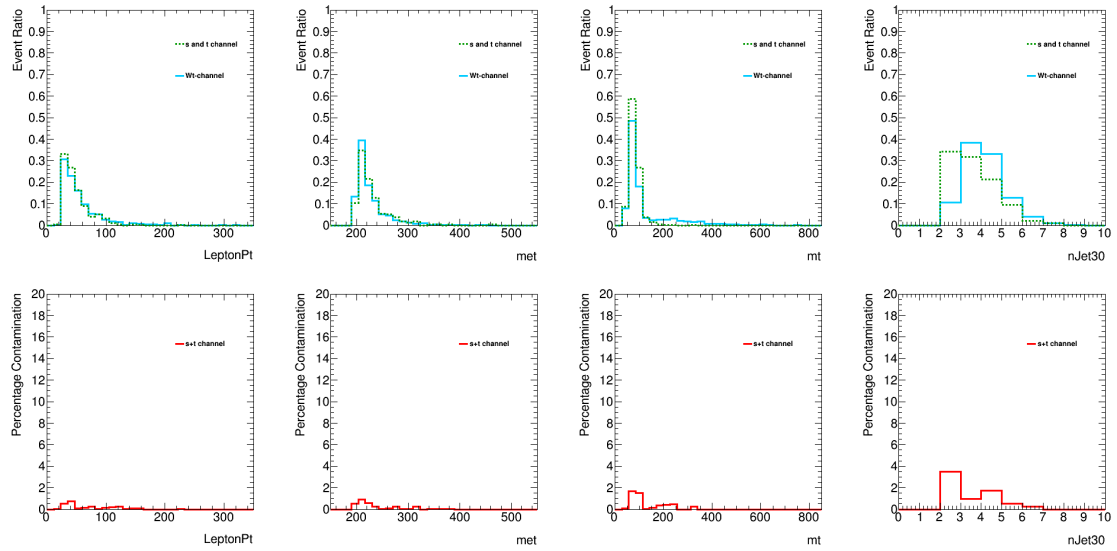 Event Ratio
1
0.9
0.8
0.7
0.6
0.5
0.4
0.3
0.2
0.1
0
s and t channel
Wt-channel
0 100 200 300
LeptonPt
Event Ratio
1
0.9
0.8
0.7
0.6
0.5
0.4
0.3
0.2
0.1
0
s and t channel
Wt-channel
200 300 400 500
met
Event Ratio
1
0.9
0.8
0.7
0.6
0.5
0.4
0.3
0.2
0.1
0
s and t channel
Wt-channel
0 200 400 600 800
mt
Event Ratio
1
0.9
0.8
0.7
0.6
0.5
0.4
0.3
0.2
0.1
0
s and t channel
Wt-channel
0 1 2 3 4 5 6 7 8 9 10
nJet30
Percentage Contamination
20
18
16
14
12
10
8
6
4
2
0
s+t channel
0 100 200 300
LeptonPt
Percentage Contamination
20
18
16
14
12
10
8
6
4
2
0
s+t channel
200 300 400 500
met
Percentage Contamination
20
18
16
14
12
10
8
6
4
2
0
s+t channel
0 200 400 600 800
mt
Percentage Contamination
20
18
16
14
12
10
8
6
4
2
0
s+t channel
0 1 2 3 4 5 6 7 8 9 10
nJet30